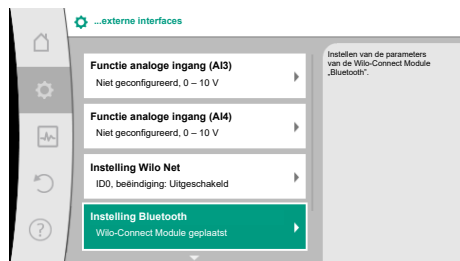 ...externe interfaces
Functie analoge ingang (AI3)
Niet geconfigureerd, 0 – 10 V
Functie analoge ingang (AI4)
Niet geconfigureerd, 0 – 10 V
Instelling Wilo Net
ID0, beëindiging: Uitgeschakeld
Instelling Bluetooth
Wilo-Connect Module geplaatst
Instellen van de parameters
van de Wilo-Connect Module
„Bluetooth".